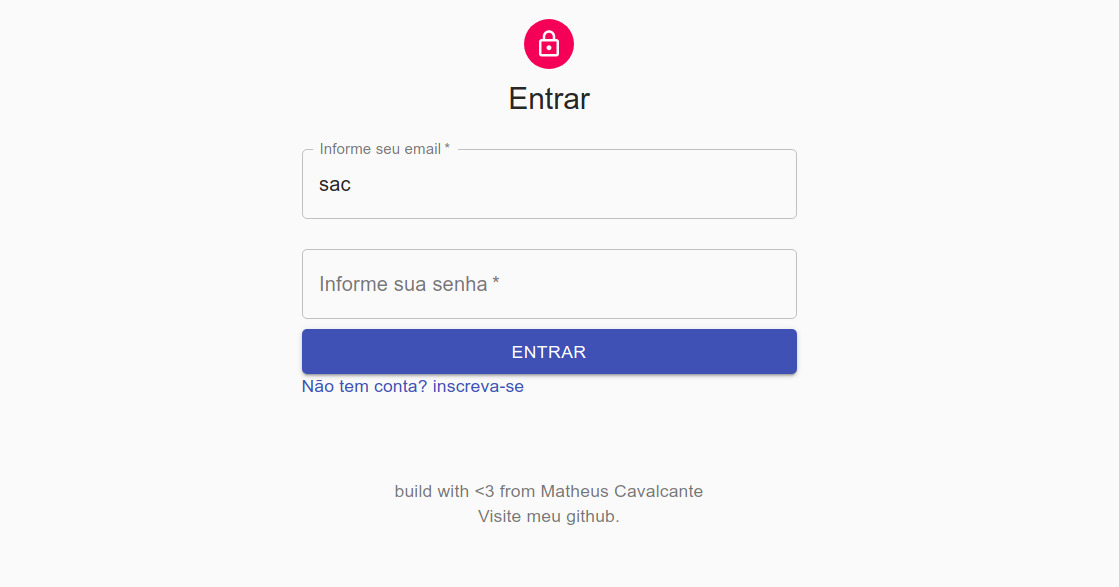 Entrar
Informe seu email *
sac
Informe sua senha *
ENTRAR
Não tem conta? inscreva-se
build with <3 from Matheus Cavalcante
Visite meu github.